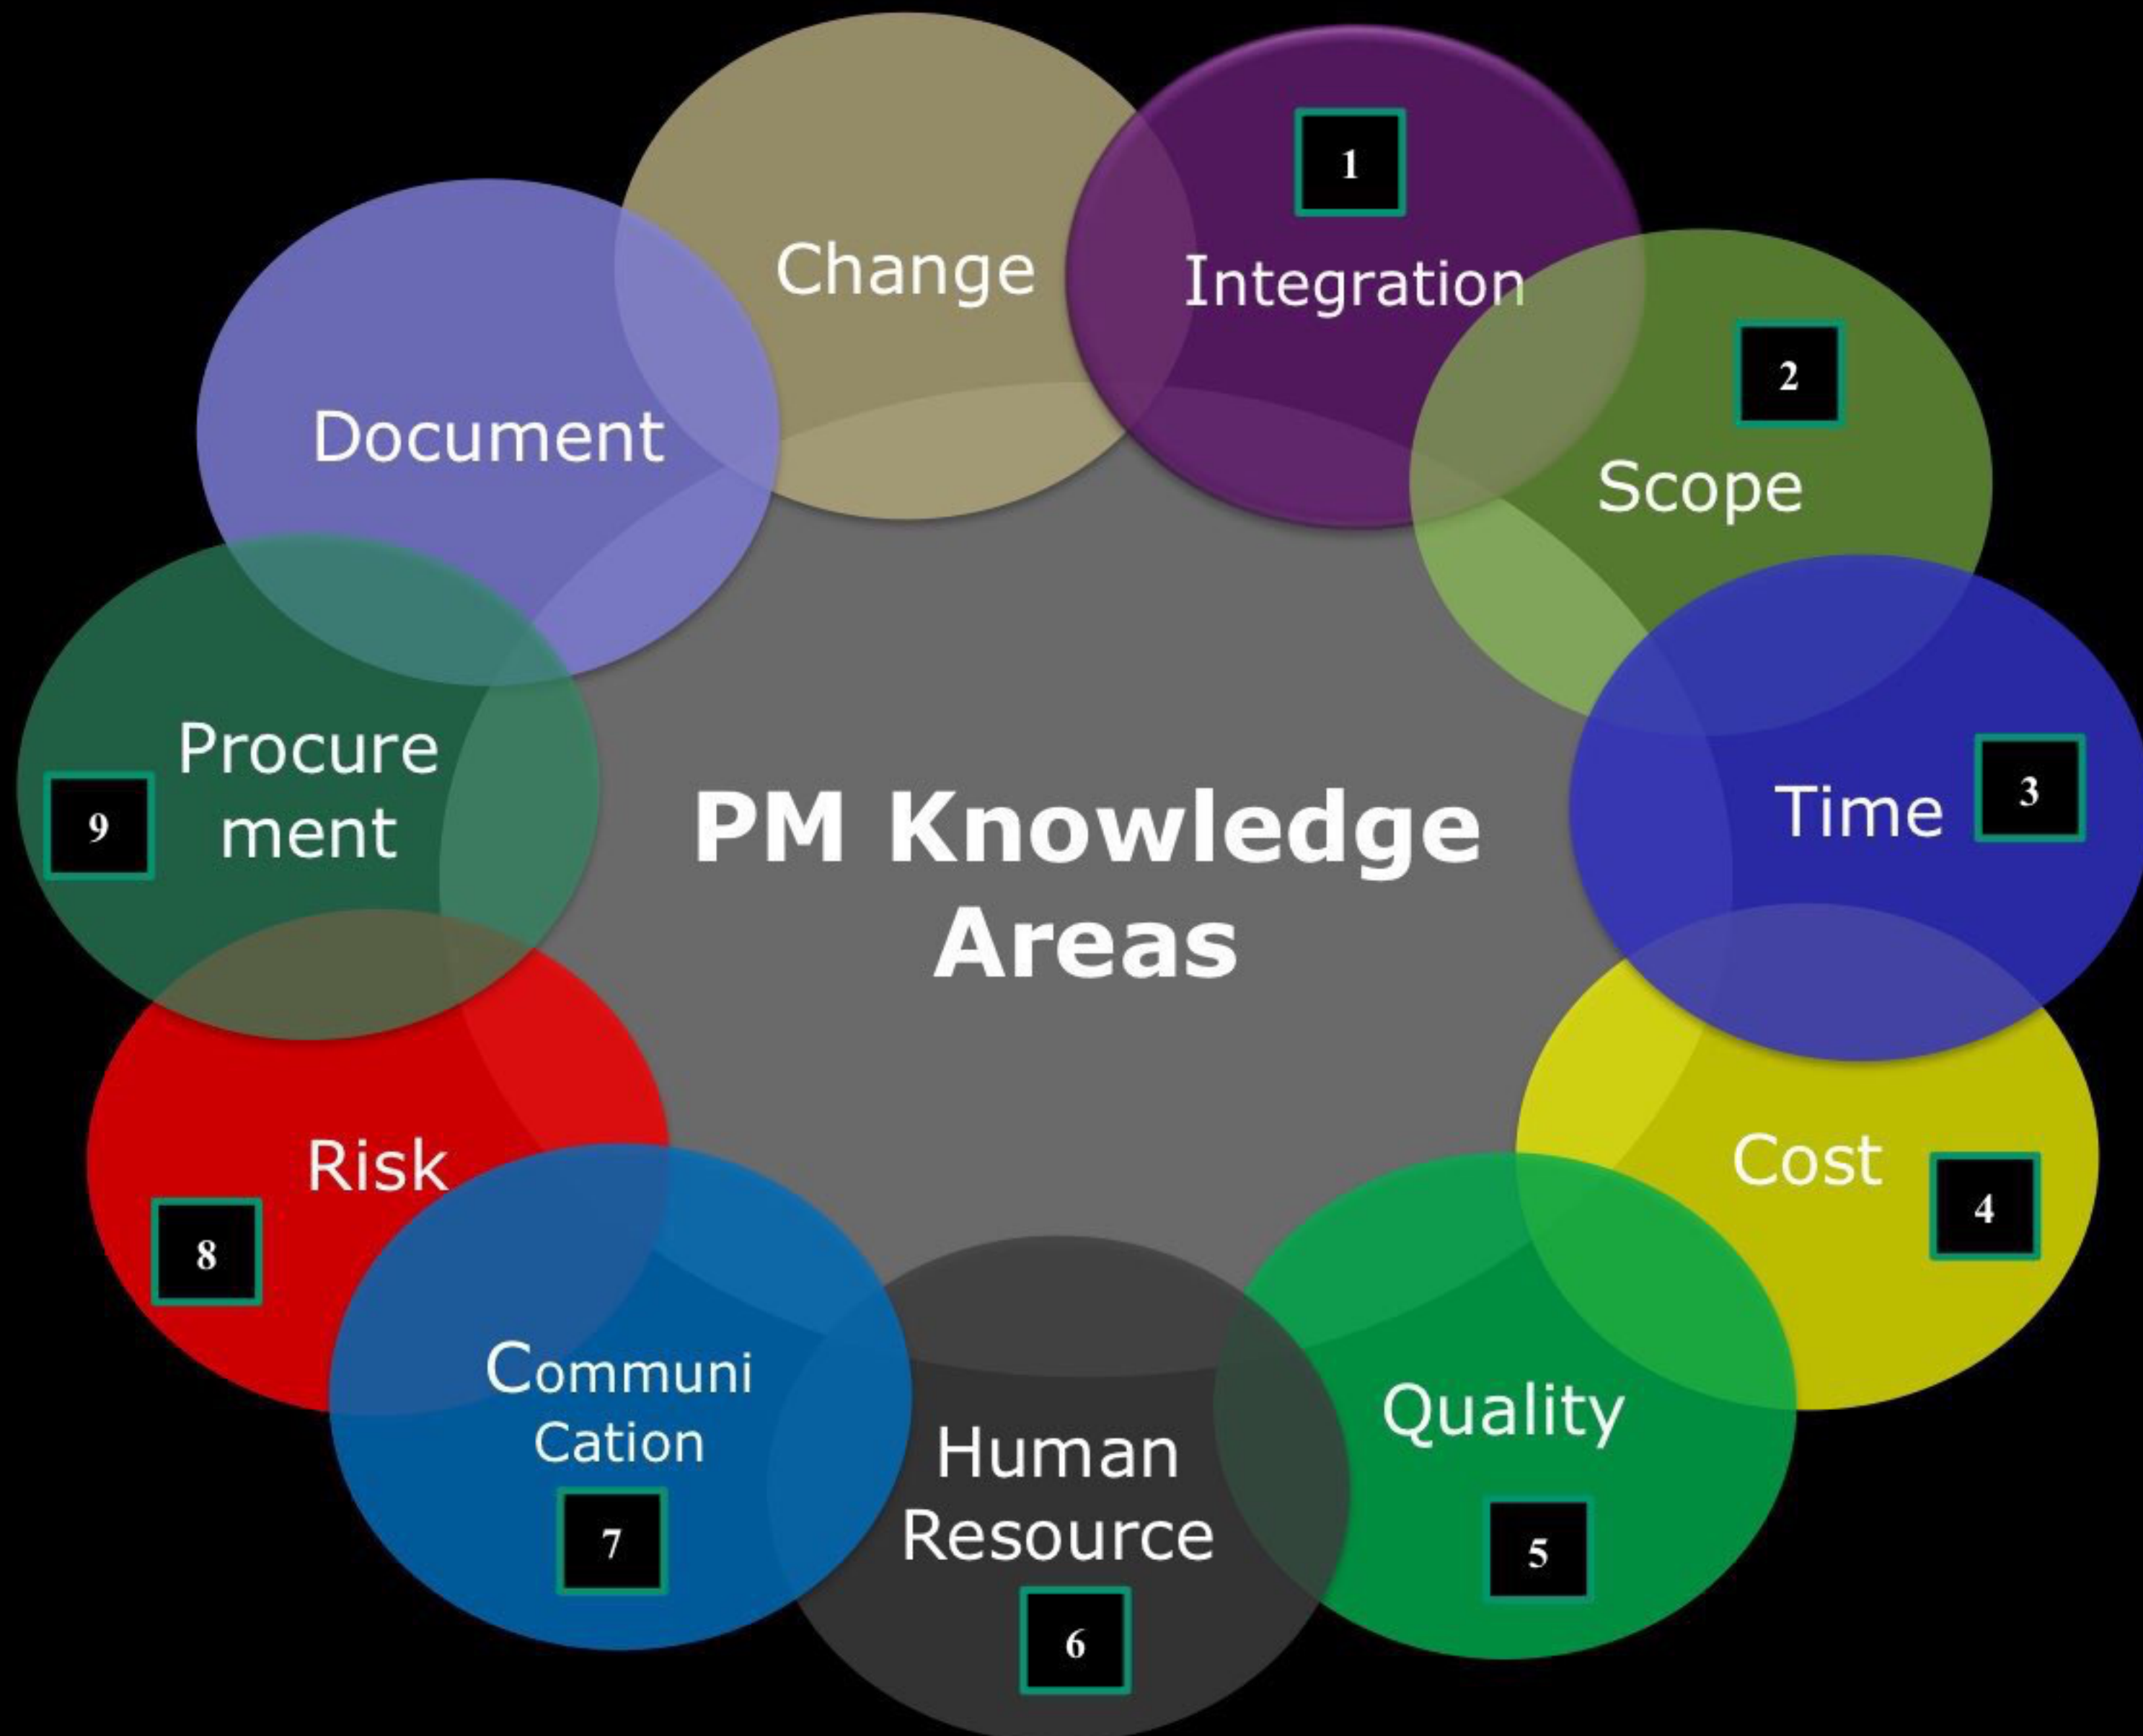 Change
1
Integration
2
Scope
Document
Procure
ment
9
PM Knowledge
Areas
Time
3
Risk
8
Cost
4
Communi
Cation
7
Human
Resource
6
Quality
5